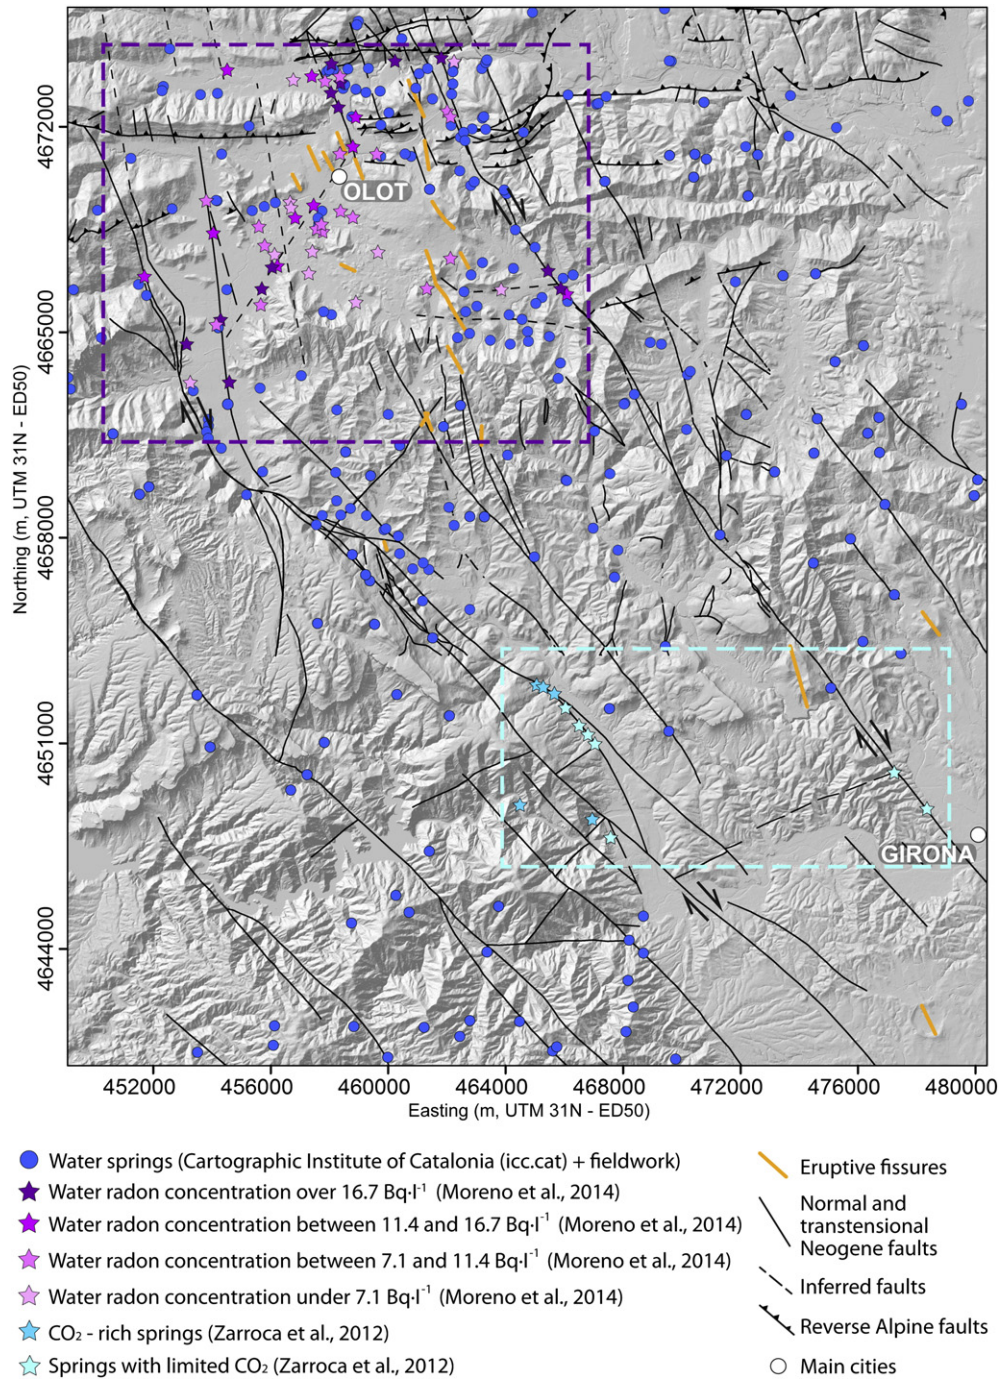 4672000
4665000
4658000
4651000
4644000
Northing (m, UTM 31N - ED50)
OLOT
GIRONA
452000 456000 460000 464000 468000 472000 476000 480000
Easting (m, UTM 31N - ED50)
Water springs (Cartographic Institute of Catalonia (icc.cat) + fieldwork)
Water radon concentration over 16.7 Bq·l⁻¹ (Moreno et al., 2014)
Water radon concentration between 11.4 and 16.7 Bq·l⁻¹ (Moreno et al., 2014)
Water radon concentration between 7.1 and 11.4 Bq·l⁻¹ (Moreno et al., 2014)
Water radon concentration under 7.1 Bq·l⁻¹ (Moreno et al., 2014)
CO₂ - rich springs (Zarroca et al., 2012)
Springs with limited CO₂ (Zarroca et al., 2012)
Eruptive fissures
Normal and
transtensional
Neogene faults
Inferred faults
Reverse Alpine faults
Main cities